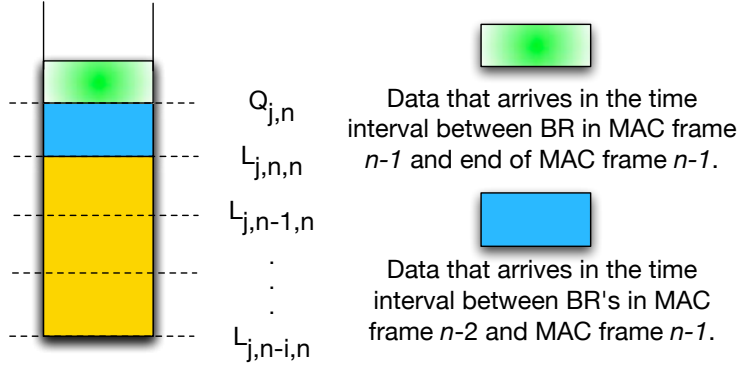 Q_{j,n}
L_{j,n,n}
L_{j,n-1,n}
.
.
.
L_{j,n-i,n}
Data that arrives in the time
interval between BR in MAC frame
n-1 and end of MAC frame n-1.
Data that arrives in the time
interval between BR's in MAC
frame n-2 and MAC frame n-1.